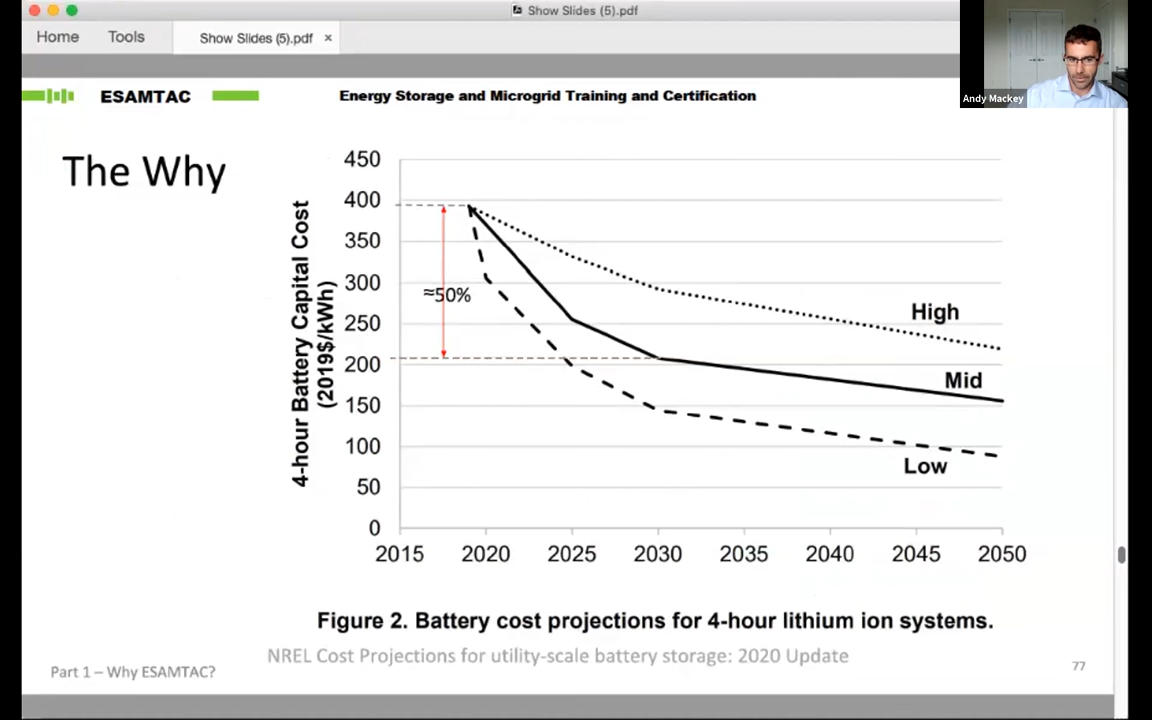 Show Slides (5).pdf
Home
Tools
Show Slides (5).pdf ×
Andy Mackey
ESAMTAC
Energy Storage and Microgrid Training and Certification
The Why
4-hour Battery Capital Cost
(2019$/kWh)
450
400
350
300
250
200
150
100
50
0
≈50%
High
Mid
Low
2015 2020 2025 2030 2035 2040 2045 2050
Figure 2. Battery cost projections for 4-hour lithium ion systems.
NREL Cost Projections for utility-scale battery storage: 2020 Update
Part 1 – Why ESAMTAC?
77